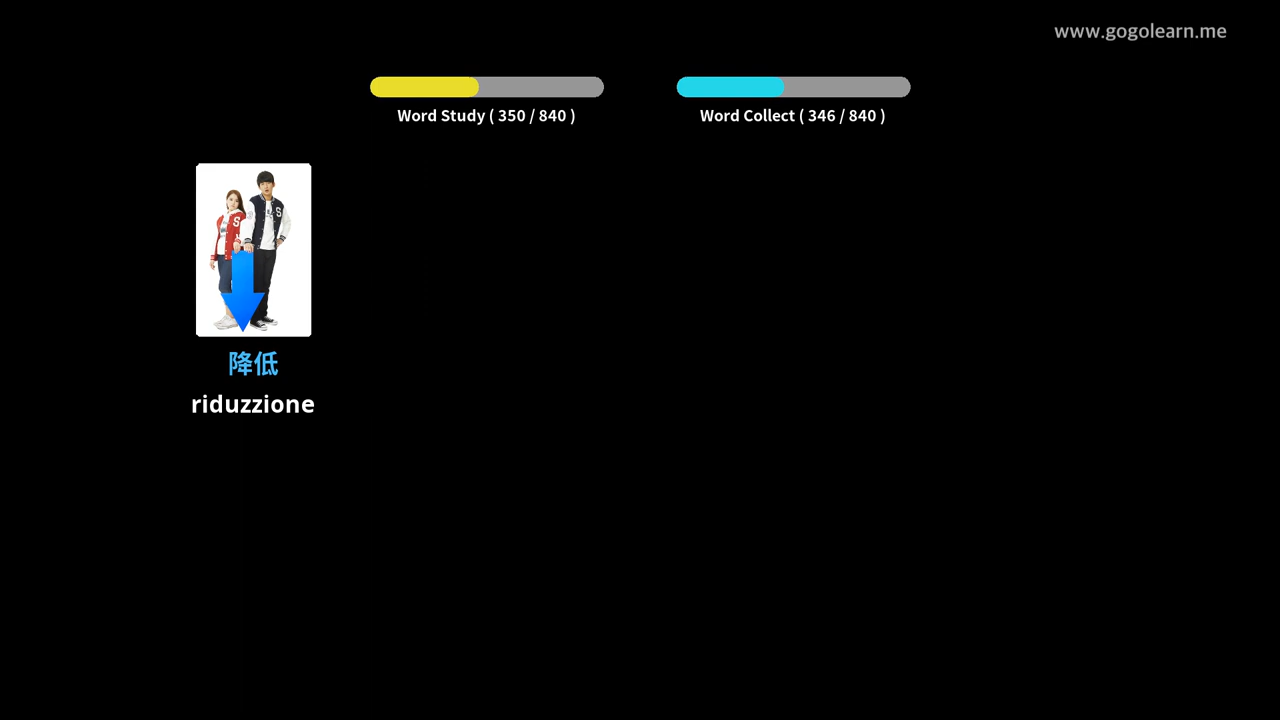 www.gogolearn.me
Word Study ( 350 / 840 )
Word Collect ( 346 / 840 )
S
S
降低
riduzzione